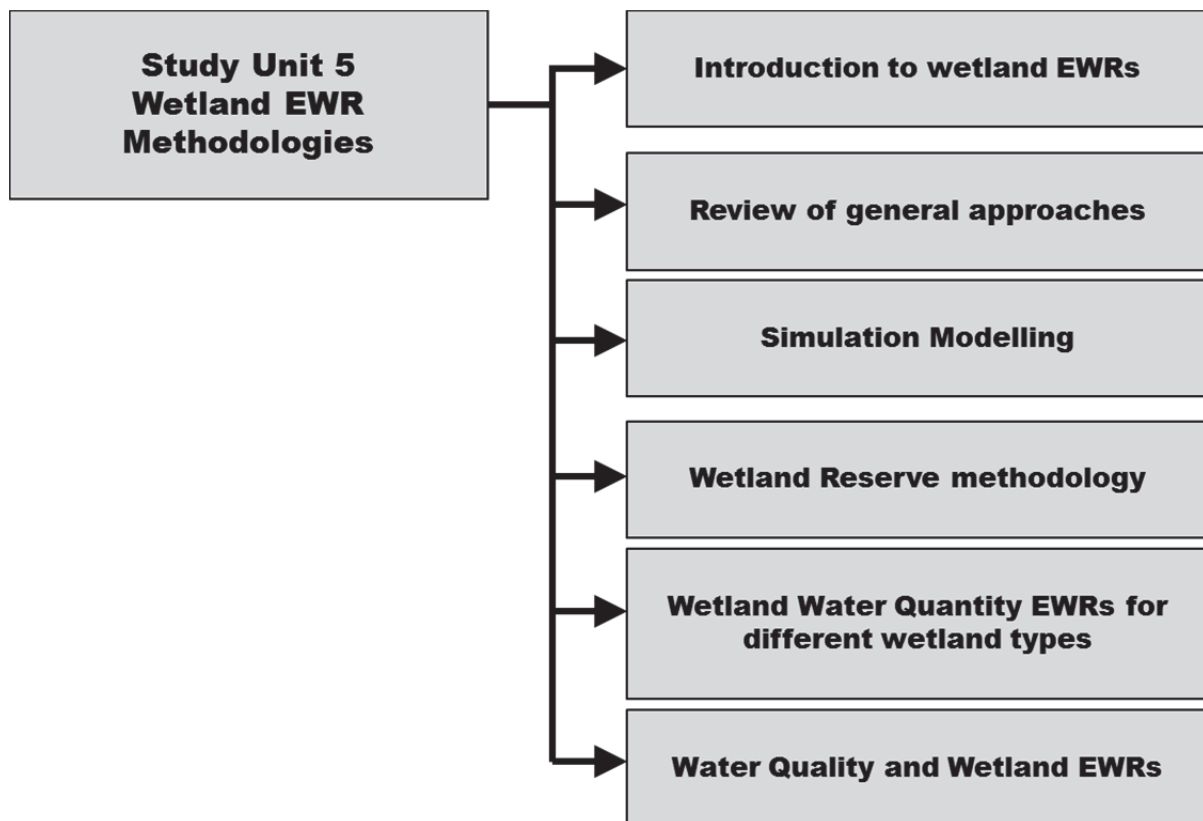 Study Unit 5
Wetland EWR
Methodologies
Introduction to wetland EWRs
Review of general approaches
Simulation Modelling
Wetland Reserve methodology
Wetland Water Quantity EWRs for
different wetland types
Water Quality and Wetland EWRs